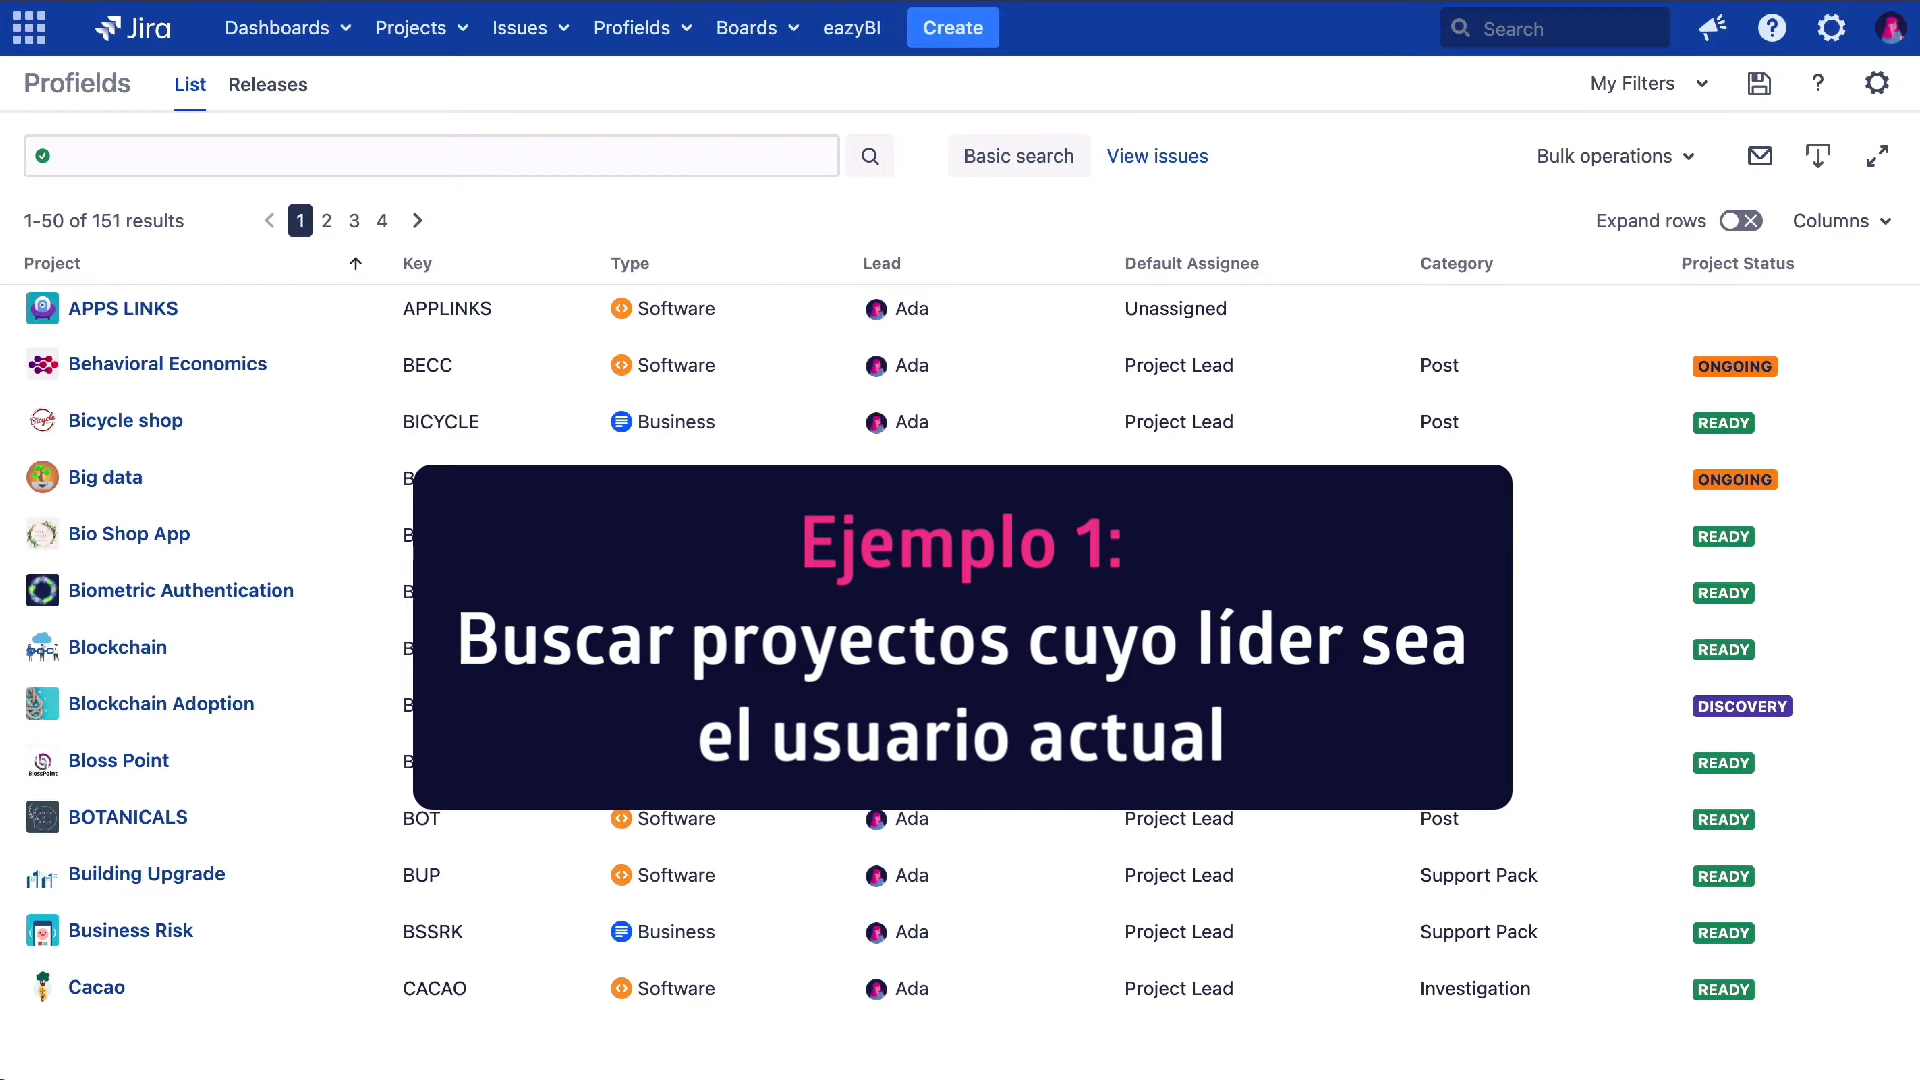 Jira Dashboards Projects Issues Profields Boards eazyBI Create Search
Profields List Releases My Filters
Basic search View issues Bulk operations
1-50 of 151 results 1 2 3 4 Expand rows Columns
Project Key Type Lead Default Assignee Category Project Status
APPS LINKS APPLINKS Software Ada Unassigned
Behavioral Economics BECC Software Ada Project Lead Post ONGOING
Bicycle shop BICYCLE Business Ada Project Lead Post READY
Big data B ONGOING
Bio Shop App B READY
Biometric Authentication B READY
Blockchain B READY
Blockchain Adoption B DISCOVERY
Bloss Point B READY
Ejemplo 1:
Buscar proyectos cuyo líder sea
el usuario actual
BOTANICALS BOT Software Ada Project Lead Post READY
Building Upgrade BUP Software Ada Project Lead Support Pack READY
Business Risk BSSRK Business Ada Project Lead Support Pack READY
Cacao CACAO Software Ada Project Lead Investigation READY